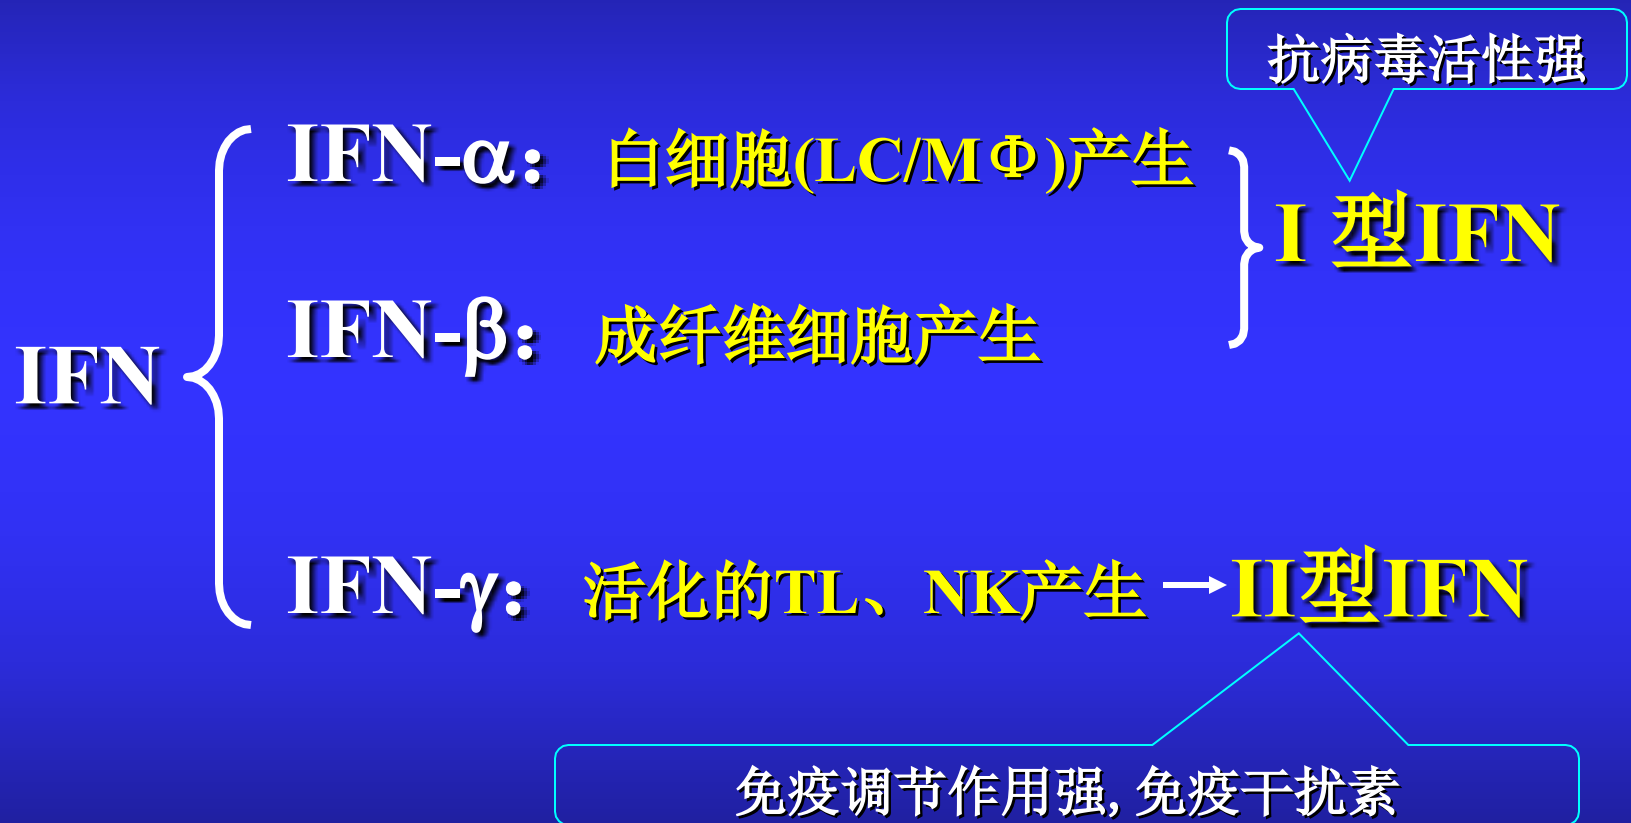 抗病毒活性强
IFN-α： 白细胞(LC/MΦ)产生
I 型IFN
IFN-β： 成纤维细胞产生
IFN
IFN-γ： 活化的TL、NK产生 → II型IFN
免疫调节作用强, 免疫干扰素